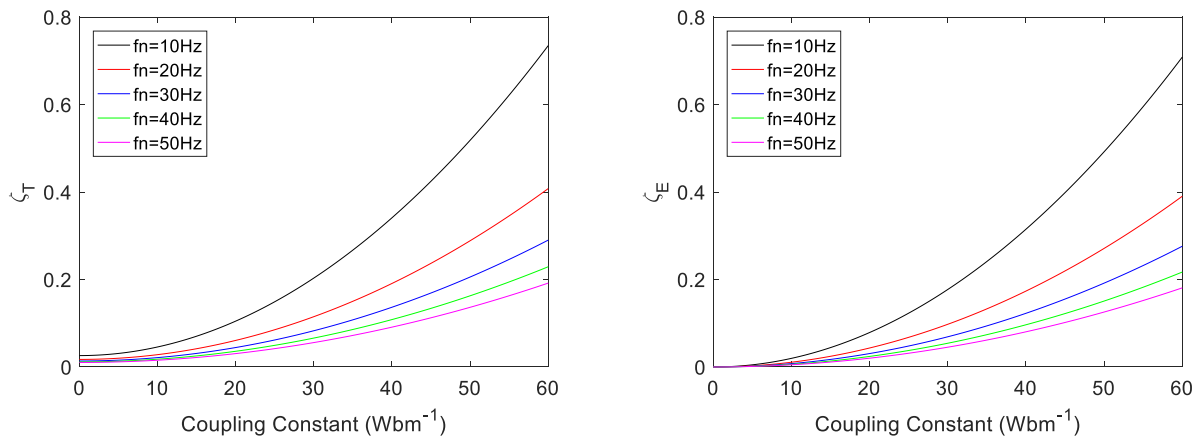 0.8
0.6
0.4
0.2
0
ζT
fn=10Hz
fn=20Hz
fn=30Hz
fn=40Hz
fn=50Hz
0 10 20 30 40 50 60
Coupling Constant (Wbm⁻¹)
0.8
0.6
0.4
0.2
0
ζE
fn=10Hz
fn=20Hz
fn=30Hz
fn=40Hz
fn=50Hz
0 10 20 30 40 50 60
Coupling Constant (Wbm⁻¹)